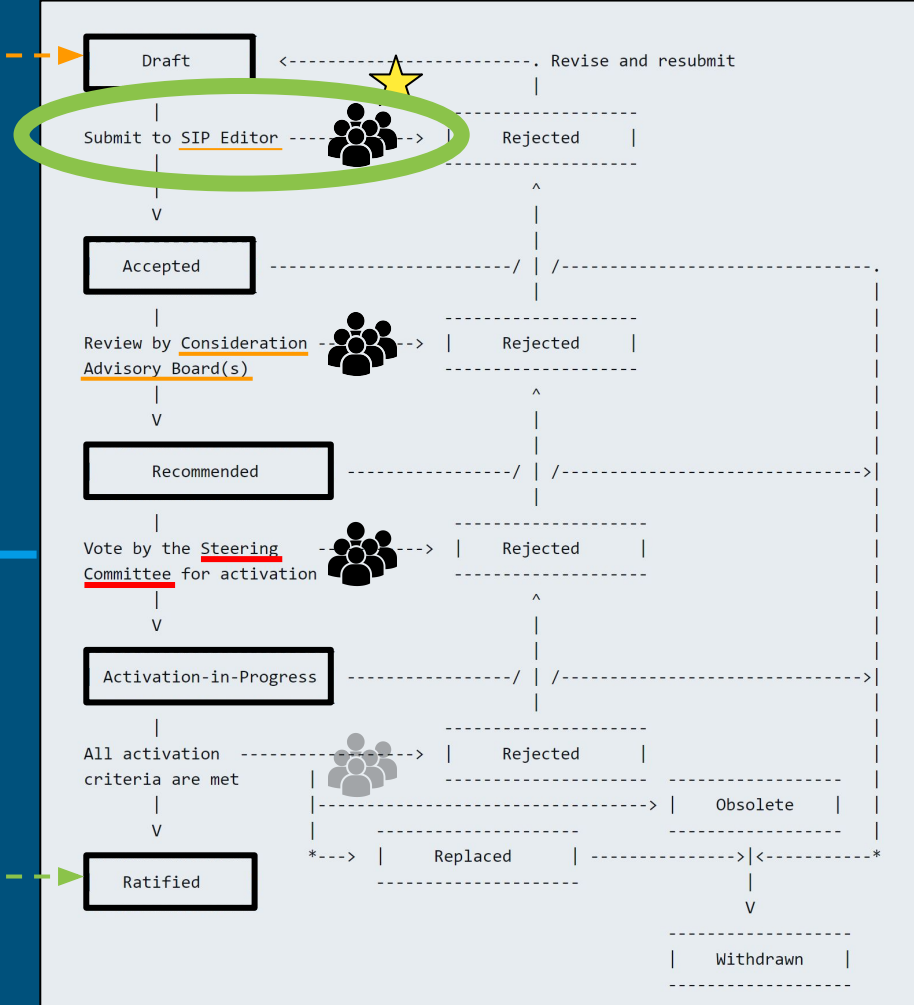 Draft
Revise and resubmit
Submit to SIP Editor
Rejected
V
Accepted
Review by Consideration
Rejected
Advisory Board(s)
V
Recommended
Vote by the Steering
Rejected
Committee for activation
V
Activation-in-Progress
All activation
Rejected
criteria are met
Obsolete
V
Replaced
Ratified
V
Withdrawn